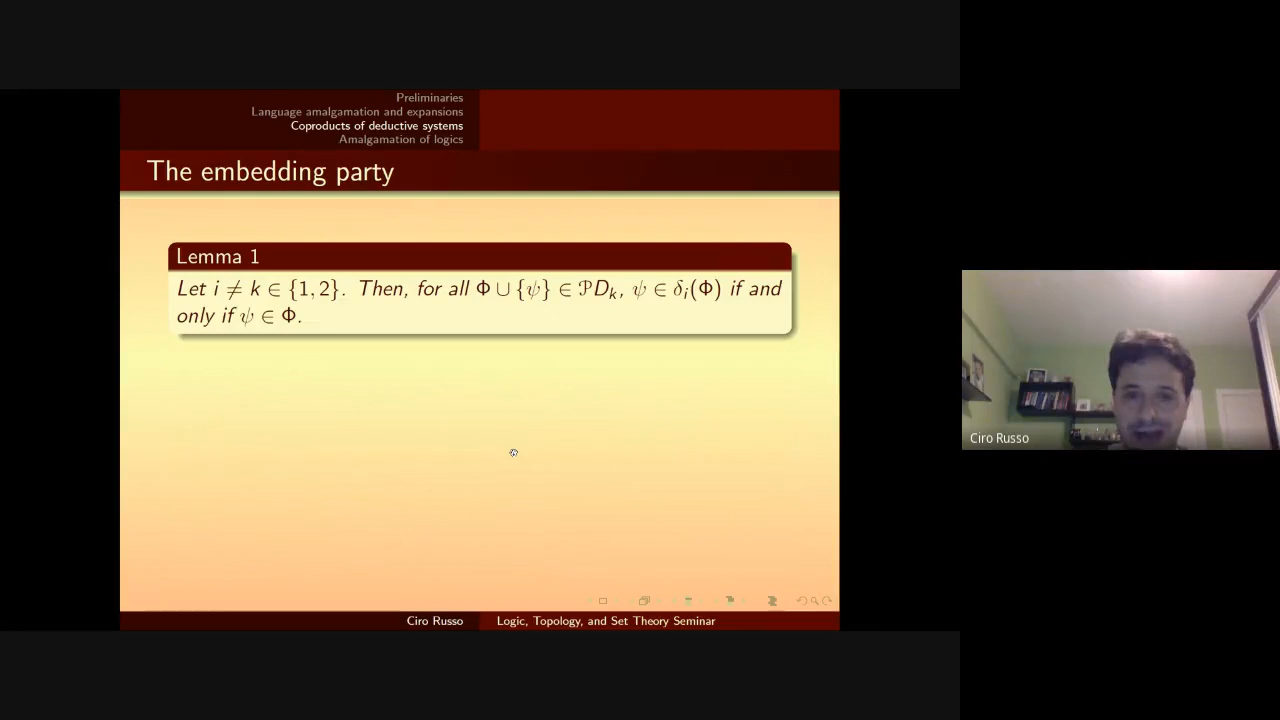 Preliminaries
Language amalgamation and expansions
Coproducts of deductive systems
Amalgamation of logics
The embedding party
Lemma 1
Let i ≠ k ∈ {1, 2}. Then, for all Φ ∪ {ψ} ∈ 𝒫D_k, ψ ∈ δ_i(Φ) if and
only if ψ ∈ Φ.
Ciro Russo
Ciro Russo Logic, Topology, and Set Theory Seminar